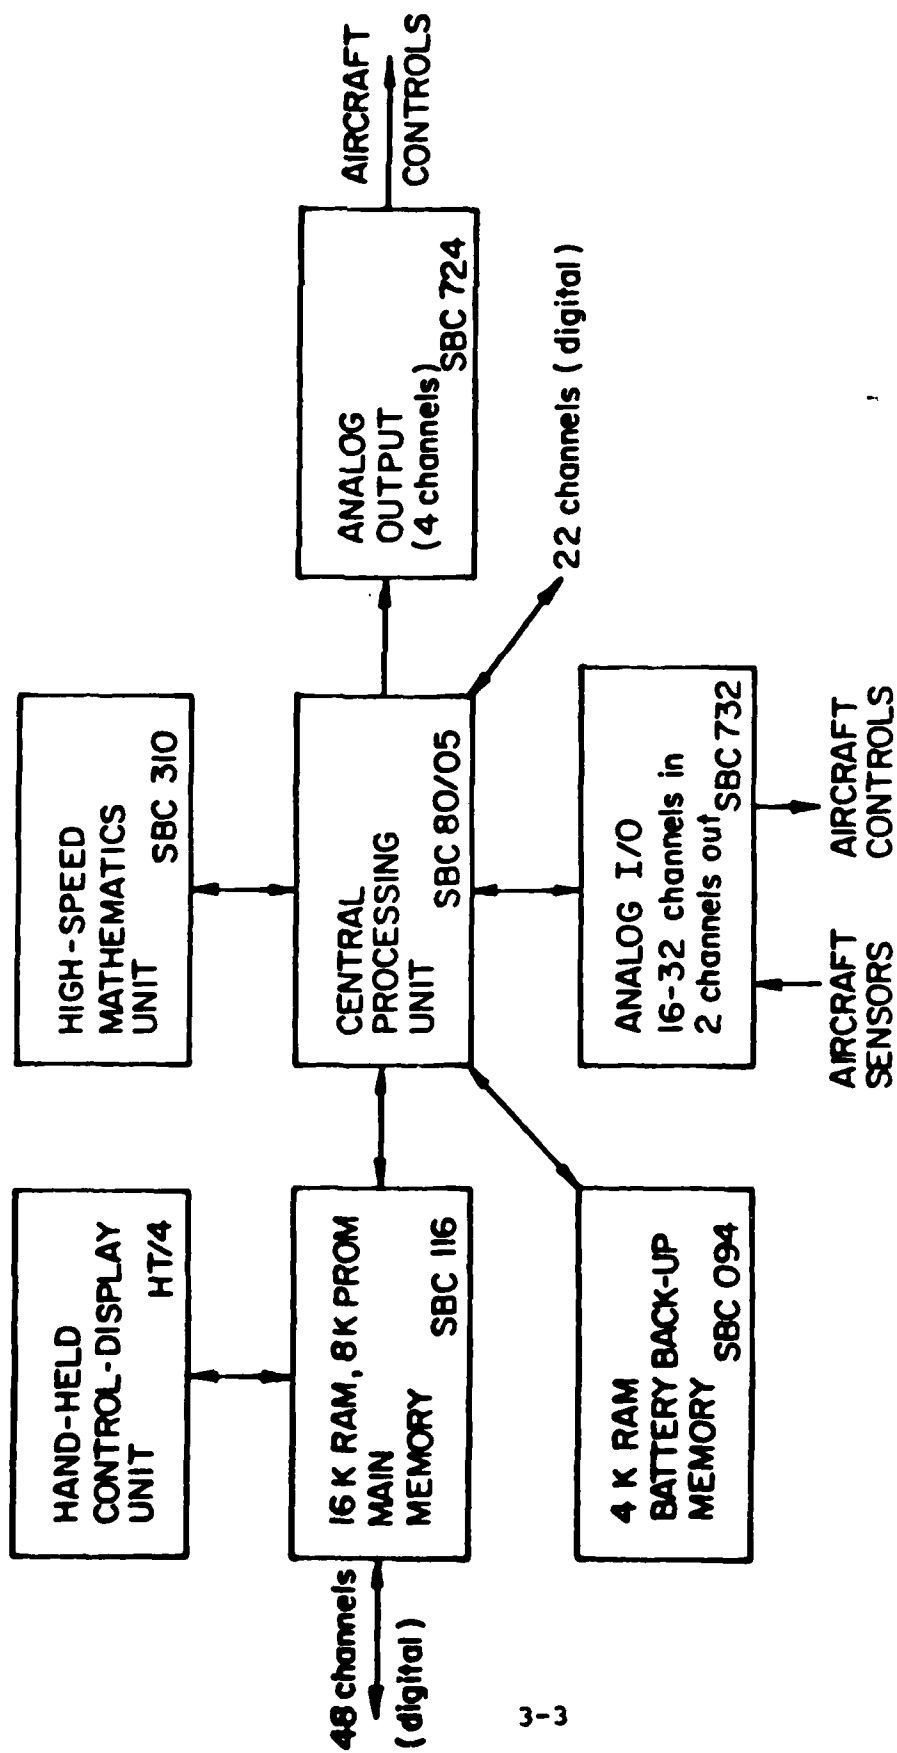 HAND-HELD
CONTROL-DISPLAY
UNIT
HT/4
HIGH-SPEED
MATHEMATICS
UNIT
SBC 310
48 channels
(digital)
16K RAM, 8K PROM
MAIN
MEMORY
SBC 116
CENTRAL
PROCESSING
UNIT
SBC 80/05
ANALOG
OUTPUT
(4 channels)
SBC 724
AIRCRAFT
CONTROLS
4K RAM
BATTERY BACK-UP
MEMORY
SBC 094
ANALOG I/O
16-32 channels in
2 channels out
SBC 732
22 channels (digital)
AIRCRAFT
SENSORS
AIRCRAFT
CONTROLS
3-3